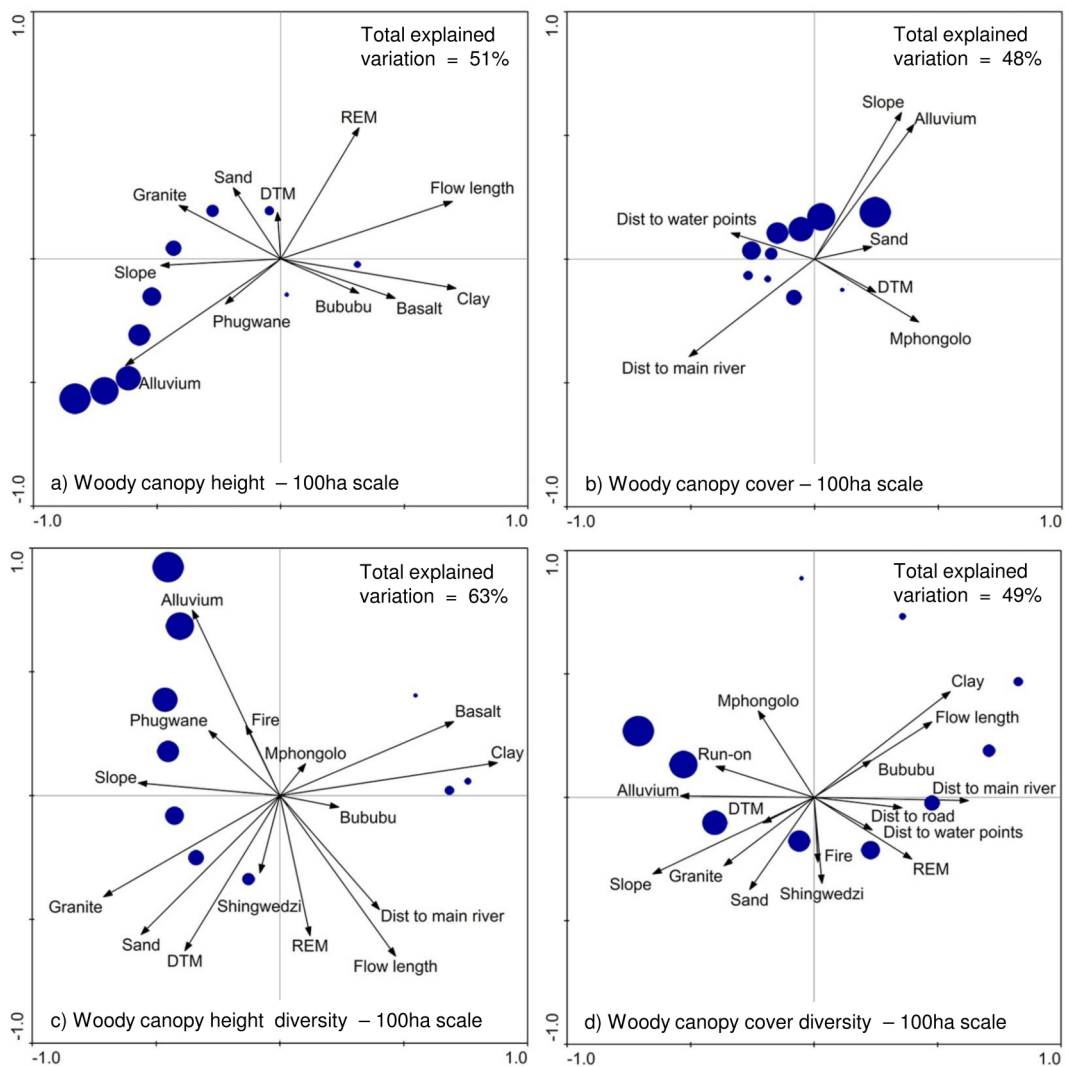 1.0
Total explained
variation = 51%
REM
Sand
Granite
DTM
Flow length
Slope
Bububu
Basalt
Clay
Phugwane
Alluvium
a) Woody canopy height – 100ha scale
-1.0
-1.0
1.0
1.0
Total explained
variation = 48%
Slope
Alluvium
Dist to water points
Sand
DTM
Mphongolo
Dist to main river
b) Woody canopy cover – 100ha scale
-1.0
-1.0
1.0
1.0
Total explained
variation = 63%
Alluvium
Phugwane
Fire
Basalt
Mphongolo
Clay
Slope
Bububu
Granite
Shingwedzi
Dist to main river
Sand
DTM
REM
Flow length
c) Woody canopy height diversity – 100ha scale
-1.0
-1.0
1.0
1.0
Total explained
variation = 49%
Clay
Mphongolo
Flow length
Run-on
Bububu
Alluvium
Dist to main river
DTM
Dist to road
Dist to water points
Fire
REM
Slope
Granite
Sand
Shingwedzi
d) Woody canopy cover diversity – 100ha scale
-1.0
-1.0
1.0